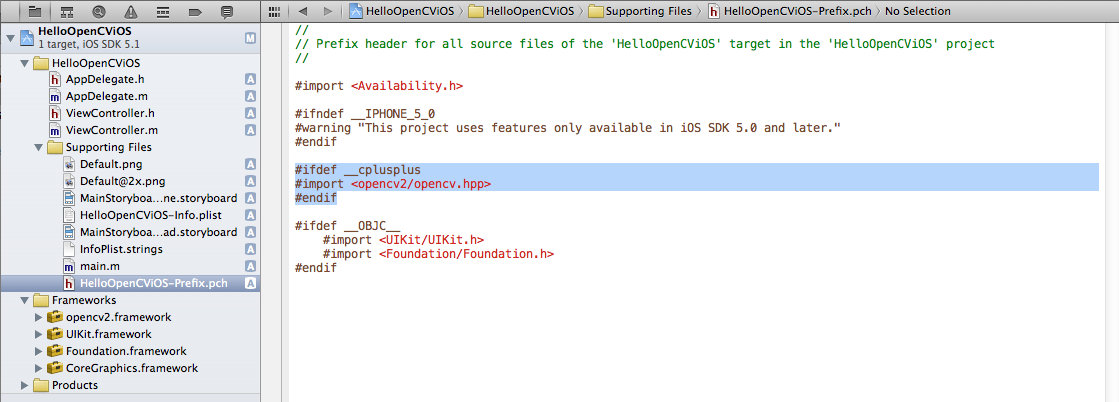 HelloOpenCViOS
1 target, iOS SDK 5.1
M
HelloOpenCViOS
AppDelegate.h
A
AppDelegate.m
A
ViewController.h
A
ViewController.m
A
Supporting Files
Default.png
A
Default@2x.png
A
MainStoryboa...ne.storyboard
A
HelloOpenCViOS-Info.plist
A
MainStoryboa...ad.storyboard
A
InfoPlist.strings
A
main.m
A
HelloOpenCViOS-Prefix.pch
A
Frameworks
opencv2.framework
UIKit.framework
Foundation.framework
CoreGraphics.framework
Products
HelloOpenCViOS HelloOpenCViOS Supporting Files HelloOpenCViOS-Prefix.pch No Selection
//
// Prefix header for all source files of the 'HelloOpenCViOS' target in the 'HelloOpenCViOS' project
//
#import <Availability.h>
#ifndef __IPHONE_5_0
#warning "This project uses features only available in iOS SDK 5.0 and later."
#endif
#ifdef __cplusplus
#import <opencv2/opencv.hpp>
#endif
#ifdef __OBJC__
#import <UIKit/UIKit.h>
#import <Foundation/Foundation.h>
#endif